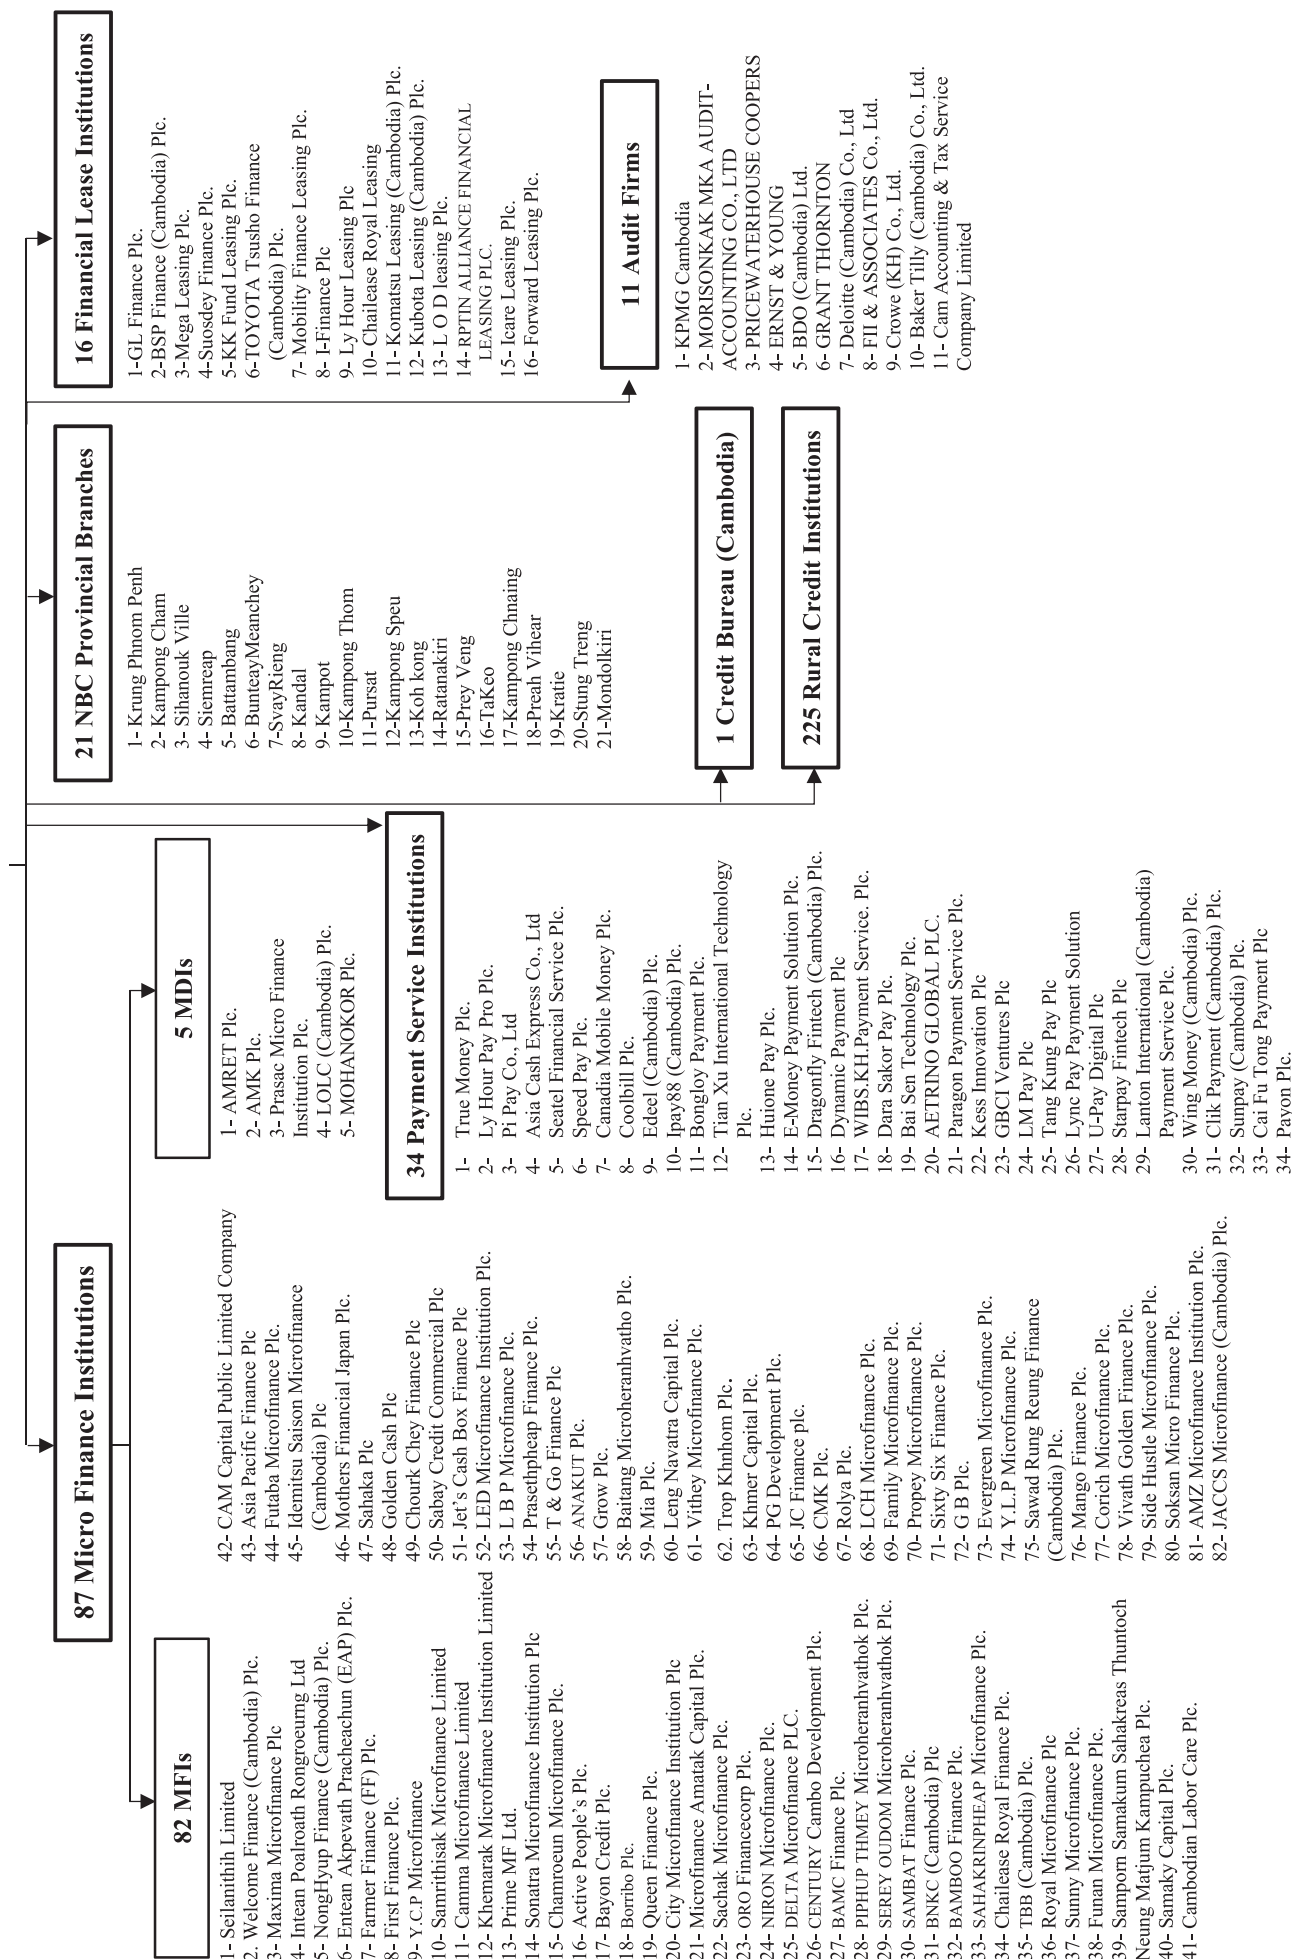 87 Micro Finance Institutions
82 MFIs
1- Seilanithih Limited
2. Welcome Finance (Cambodia) Plc.
3- Maxima Microfinance Plc
4- Intean Poalroath Rongroeurng Ltd
5- NongHyup Finance (Cambodia) Plc.
6- Entean Akpevath Pracheachun (EAP) Plc.
7- Farmer Finance (FF) Plc.
8- First Finance Plc.
9- Y.C.P Microfinance
10- Samrithisak Microfinance Limited
11- Camma Microfinance Limited
12- Khemarak Microfinance Institution Limited
13- Prime MF Ltd.
14- Sonatra Microfinance Institution Plc
15- Chamroeun Microfinance Plc.
16- Active People's Plc.
17- Bayon Credit Plc.
18- Borribo Plc.
19- Queen Finance Plc.
20- City Microfinance Institution Plc
21- Microfinance Amatak Capital Plc.
22- Sachak Microfinance Plc.
23- ORO Financecorp Plc.
24- NIRON Microfinance Plc.
25- DELTA Microfinance PLC.
26- CENTURY Cambo Development Plc.
27- BAMC Finance Plc.
28- PIPHUP THMEY Microheranhvathok Plc.
29- SEREY OUDOM Microheranhvathok Plc.
30- SAMBAT Finance Plc.
31- BNKC (Cambodia) Plc
32- BAMBOO Finance Plc.
33- SAHAKRINPHEAP Microfinance Plc.
34- Chailease Royal Finance Plc.
35- TBB (Cambodia) Plc.
36- Royal Microfinance Plc
37- Sunny Microfinance Plc.
38- Funan Microfinance Plc.
39- Samporn Samakum Sahakreas Thuntoch
Neung Matjum Kampuchea Plc.
40- Samaky Capital Plc.
41- Cambodian Labor Care Plc.
42- CAM Capital Public Limited Company
43- Asia Pacific Finance Plc
44- Futaba Microfinance Plc.
45- Idemitsu Saison Microfinance
(Cambodia) Plc
46- Mothers Financial Japan Plc.
47- Sahaka Plc
48- Golden Cash Plc
49- Chourk Chey Finance Plc
50- Sabay Credit Commercial Plc
51- Jet's Cash Box Finance Plc
52- LED Microfinance Institution Plc.
53- L B P Microfinance Plc.
54- Prasethpheap Finance Plc.
55- T & Go Finance Plc
56- ANAKUT Plc.
57- Grow Plc.
58-Baitang Microheranhvatho Plc.
59- Mia Plc.
60- Leng Navatra Capital Plc.
61- Vithey Microfinance Plc.
62. Trop Khnhom Plc.
63- Khmer Capital Plc.
64- PG Development Plc.
65- JC Finance plc.
66- CMK Plc.
67- Rolya Plc.
68- LCH Microfinance Plc.
69- Family Microfinance Plc.
70- Propey Microfinance Plc.
71- Sixty Six Finance Plc.
72- G B Plc.
73- Evergreen Microfinance Plc.
74- Y.L.P Microfinance Plc.
75- Sawad Rung Reung Finance
(Cambodia) Plc.
76- Mango Finance Plc.
77- Corich Microfinance Plc.
78- Vivath Golden Finance Plc.
79- Side Hustle Microfinance Plc.
80- Soksan Micro Finance Plc.
81- AMZ Microfinance Institution Plc.
82- JACCS Microfinance (Cambodia) Plc.
5 MDIs
1- AMRET Plc.
2- AMK Plc.
3- Prasac Micro Finance
Institution Plc.
4- LOLC (Cambodia) Plc.
5- MOHANOKOR Plc.
34 Payment Service Institutions
1- True Money Plc.
2- Ly Hour Pay Pro Plc.
3- Pi Pay Co., Ltd
4- Asia Cash Express Co., Ltd
5- Seatel Financial Service Plc.
6- Speed Pay Plc.
7- Canadia Mobile Money Plc.
8- Coolbill Plc.
9- Edeel (Cambodia) Plc.
10- Ipay88 (Cambodia) Plc.
11- Bongloy Payment Plc.
12- Tian Xu International Technology
Plc.
13- Huione Pay Plc.
14- E-Money Payment Solution Plc.
15- Dragonfly Fintech (Cambodia) Plc.
16- Dynamic Payment Plc
17- WIBS.KH.Payment Service. Plc.
18- Dara Sakor Pay Plc.
19- Bai Sen Technology Plc.
20- AETRINO GLOBAL PLC.
21- Paragon Payment Service Plc.
22- Kess Innovation Plc
23- GBCI Ventures Plc
24- LM Pay Plc
25- Tang Kung Pay Plc
26- Lync Pay Payment Solution
27- U-Pay Digital Plc
28- Starpay Fintech Plc
29- Lanton International (Cambodia)
Payment Service Plc.
30- Wing Money (Cambodia) Plc.
31- Clik Payment (Cambodia) Plc.
32- Sunpay (Cambodia) Plc.
33- Cai Fu Tong Payment Plc
34- Payon Plc.
21 NBC Provincial Branches
1- Krung Phnom Penh
2- Kampong Cham
3- Sihanouk Ville
4- Siemreap
5- Battambang
6- BunteayMeanchey
7-SvayRieng
8- Kandal
9- Kampot
10-Kampong Thom
11-Pursat
12-Kampong Speu
13-Koh kong
14-Ratanakiri
15-Prey Veng
16-TaKeo
17-Kampong Chnaing
18-Preah Vihear
19-Kratie
20-Stung Treng
21-Mondolkiri
1 Credit Bureau (Cambodia)
225 Rural Credit Institutions
16 Financial Lease Institutions
1-GL Finance Plc.
2-BSP Finance (Cambodia) Plc.
3-Mega Leasing Plc.
4-Suosdey Finance Plc.
5-KK Fund Leasing Plc.
6-TOYOTA Tsusho Finance
(Cambodia) Plc.
7- Mobility Finance Leasing Plc.
8- I-Finance Plc
9- Ly Hour Leasing Plc
10- Chailease Royal Leasing
11- Komatsu Leasing (Cambodia) Plc.
12- Kubota Leasing (Cambodia) Plc.
13- L O D leasing Plc.
14- RPTIN ALLIANCE FINANCIAL
LEASING PLC.
15- Icare Leasing Plc.
16- Forward Leasing Plc.
11 Audit Firms
1- KPMG Cambodia
2- MORISONKAK MKA AUDIT-
ACCOUNTING CO., LTD
3- PRICEWATERHOUSE COOPERS
4- ERNST & YOUNG
5- BDO (Cambodia) Ltd.
6- GRANT THORNTON
7- Deloitte (Cambodia) Co., Ltd
8- FII & ASSOCIATES Co., Ltd.
9- Crowe (KH) Co., Ltd.
10- Baker Tilly (Cambodia) Co., Ltd.
11- Cam Accounting & Tax Service
Company Limited